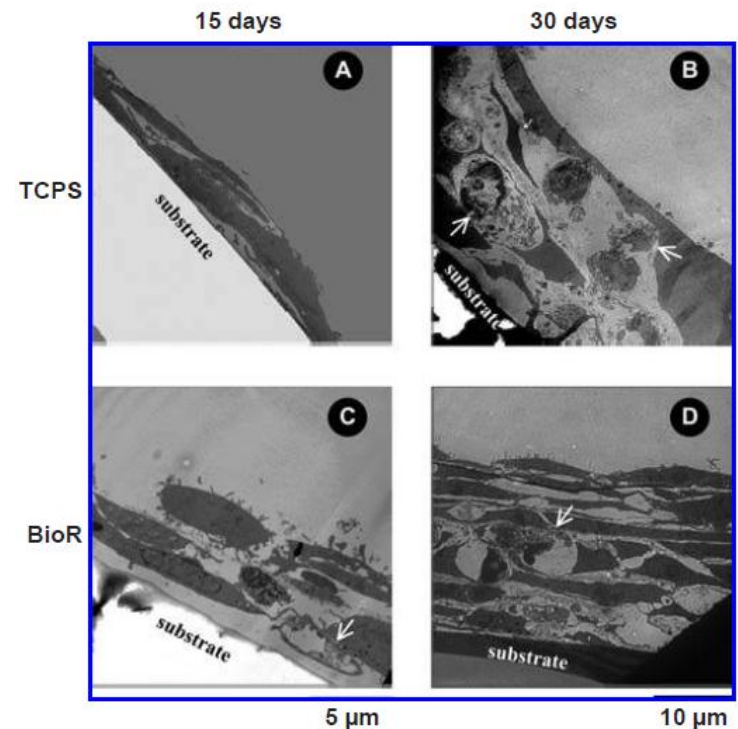 15 days
30 days
A
B
TCPS
substrate
substrate
C
D
BioR
substrate
substrate
5 µm
10 µm